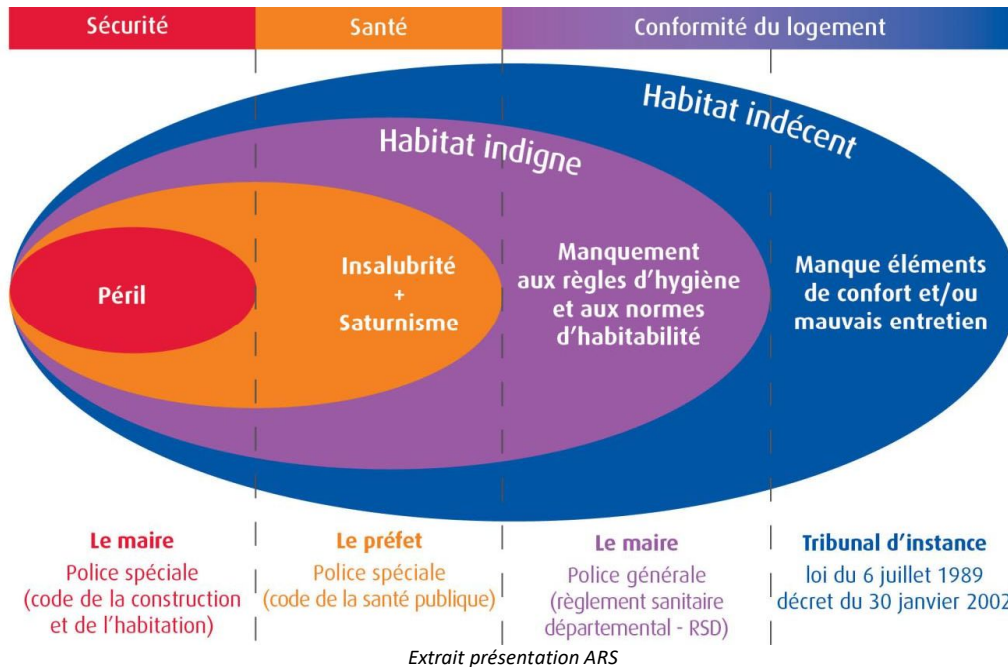 Sécurité
Santé
Conformité du logement
Habitat indécent
Habitat indigne
Péril
Insalubrité
+
Saturnisme
Manquement
aux règles d'hygiène
et aux normes
d'habitabilité
Manque éléments
de confort et/ou
mauvais entretien
Le maire
Police spéciale
(code de la construction
et de l'habitation)
Le préfet
Police spéciale
(code de la santé publique)
Le maire
Police générale
(règlement sanitaire
départemental - RSD)
Tribunal d'instance
loi du 6 juillet 1989
décret du 30 janvier 2002
Extrait présentation ARS